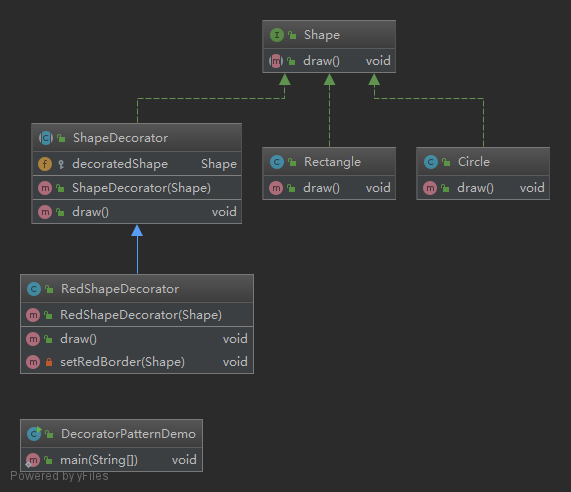 Shape
draw() void
ShapeDecorator
decoratedShape Shape
ShapeDecorator(Shape)
draw() void
Rectangle
draw() void
Circle
draw() void
RedShapeDecorator
RedShapeDecorator(Shape)
draw() void
setRedBorder(Shape) void
DecoratorPatternDemo
main(String[]) void
Powered by yFiles